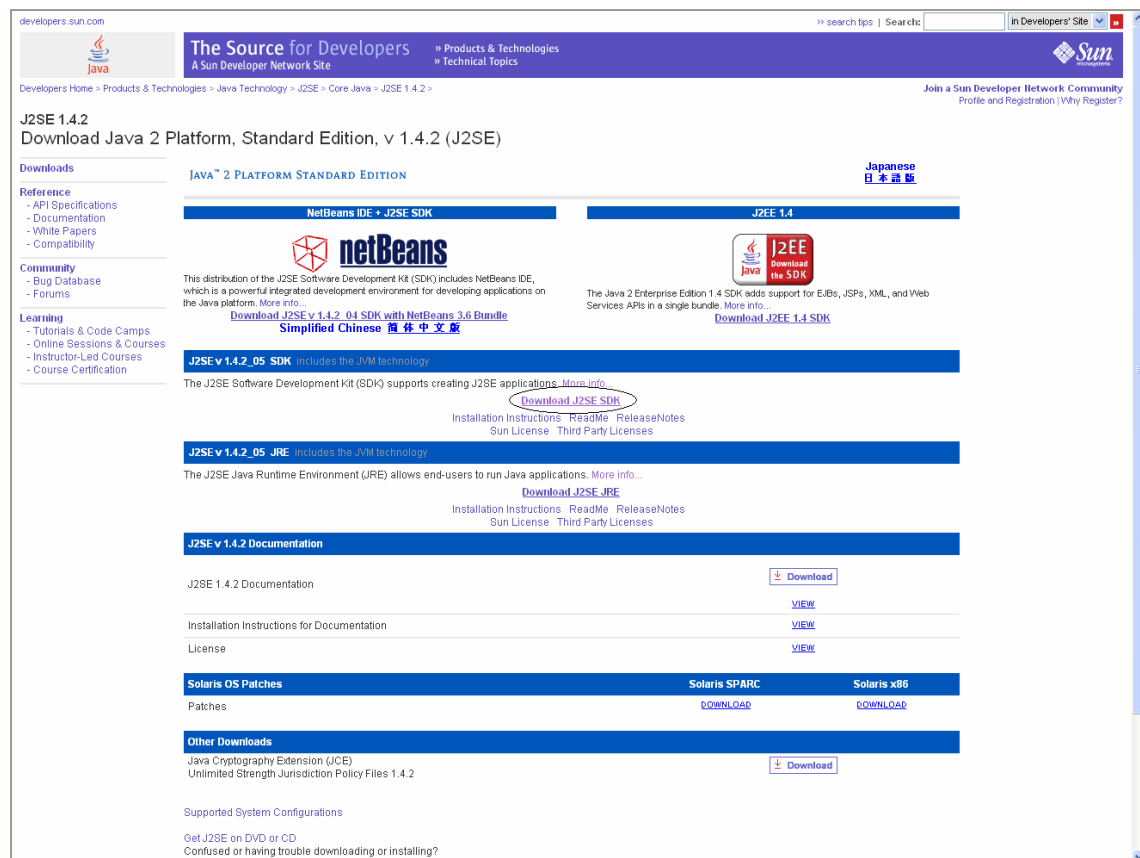 developers.sun.com
›› search tips | Search:
in Developers' Site
Java
The Source for Developers
A Sun Developer Network Site
» Products & Technologies
» Technical Topics
Sun
microsystems
Developers Home > Products & Technologies > Java Technology > J2SE > Core Java > J2SE 1.4.2 >
Join a Sun Developer Network Community
Profile and Registration | Why Register?
J2SE 1.4.2
Download Java 2 Platform, Standard Edition, v 1.4.2 (J2SE)
Downloads
Reference
- API Specifications
- Documentation
- White Papers
- Compatibility
Community
- Bug Database
- Forums
Learning
- Tutorials & Code Camps
- Online Sessions & Courses
- Instructor-Led Courses
- Course Certification
JAVA™ 2 PLATFORM STANDARD EDITION
Japanese
日本語版
NetBeans IDE + J2SE SDK
netBeans
This distribution of the J2SE Software Development Kit (SDK) includes NetBeans IDE,
which is a powerful integrated development environment for developing applications on
the Java platform. More info...
Download J2SE v 1.4.2_04 SDK with NetBeans 3.6 Bundle
Simplified Chinese 简体中文版
J2EE 1.4
Java
J2EE
Download
the SDK
The Java 2 Enterprise Edition 1.4 SDK adds support for EJBs, JSPs, XML, and Web
Services APIs in a single bundle. More info...
Download J2EE 1.4 SDK
J2SE v 1.4.2_05 SDK includes the JVM technology
The J2SE Software Development Kit (SDK) supports creating J2SE applications. More info...
Download J2SE SDK
Installation Instructions ReadMe ReleaseNotes
Sun License Third Party Licenses
J2SE v 1.4.2_05 JRE includes the JVM technology
The J2SE Java Runtime Environment (JRE) allows end-users to run Java applications. More info...
Download J2SE JRE
Installation Instructions ReadMe ReleaseNotes
Sun License Third Party Licenses
J2SE v 1.4.2 Documentation
J2SE 1.4.2 Documentation
Download
VIEW
Installation Instructions for Documentation VIEW
License VIEW
Solaris OS Patches Solaris SPARC Solaris x86
Patches DOWNLOAD DOWNLOAD
Other Downloads
Java Cryptography Extension (JCE)
Unlimited Strength Jurisdiction Policy Files 1.4.2
Download
Supported System Configurations
Get J2SE on DVD or CD
Confused or having trouble downloading or installing?